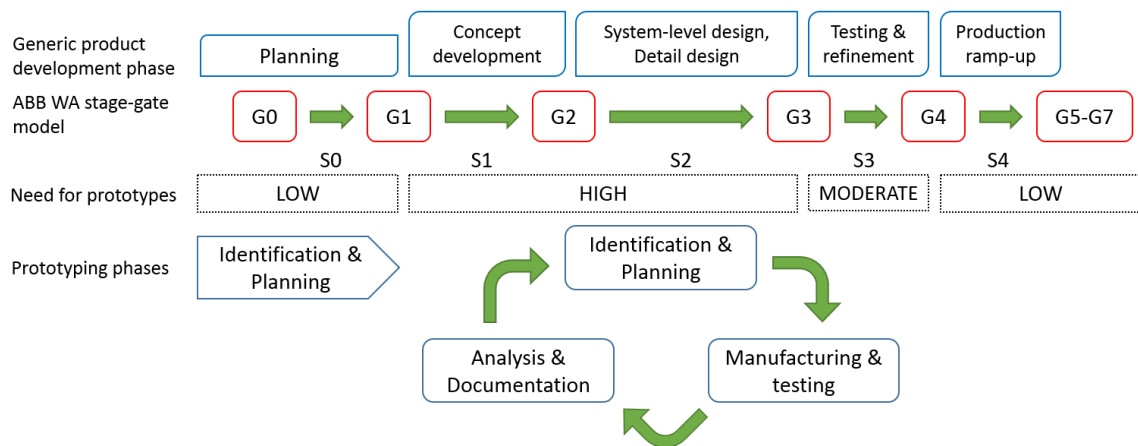 Generic product
development phase
Planning
Concept
development
System-level design,
Detail design
Testing &
refinement
Production
ramp-up
ABB WA stage-gate
model
G0
G1
G2
G3
G4
G5-G7
S0
S1
S2
S3
S4
Need for prototypes
LOW
HIGH
MODERATE
LOW
Prototyping phases
Identification &
Planning
Identification &
Planning
Analysis &
Documentation
Manufacturing &
testing